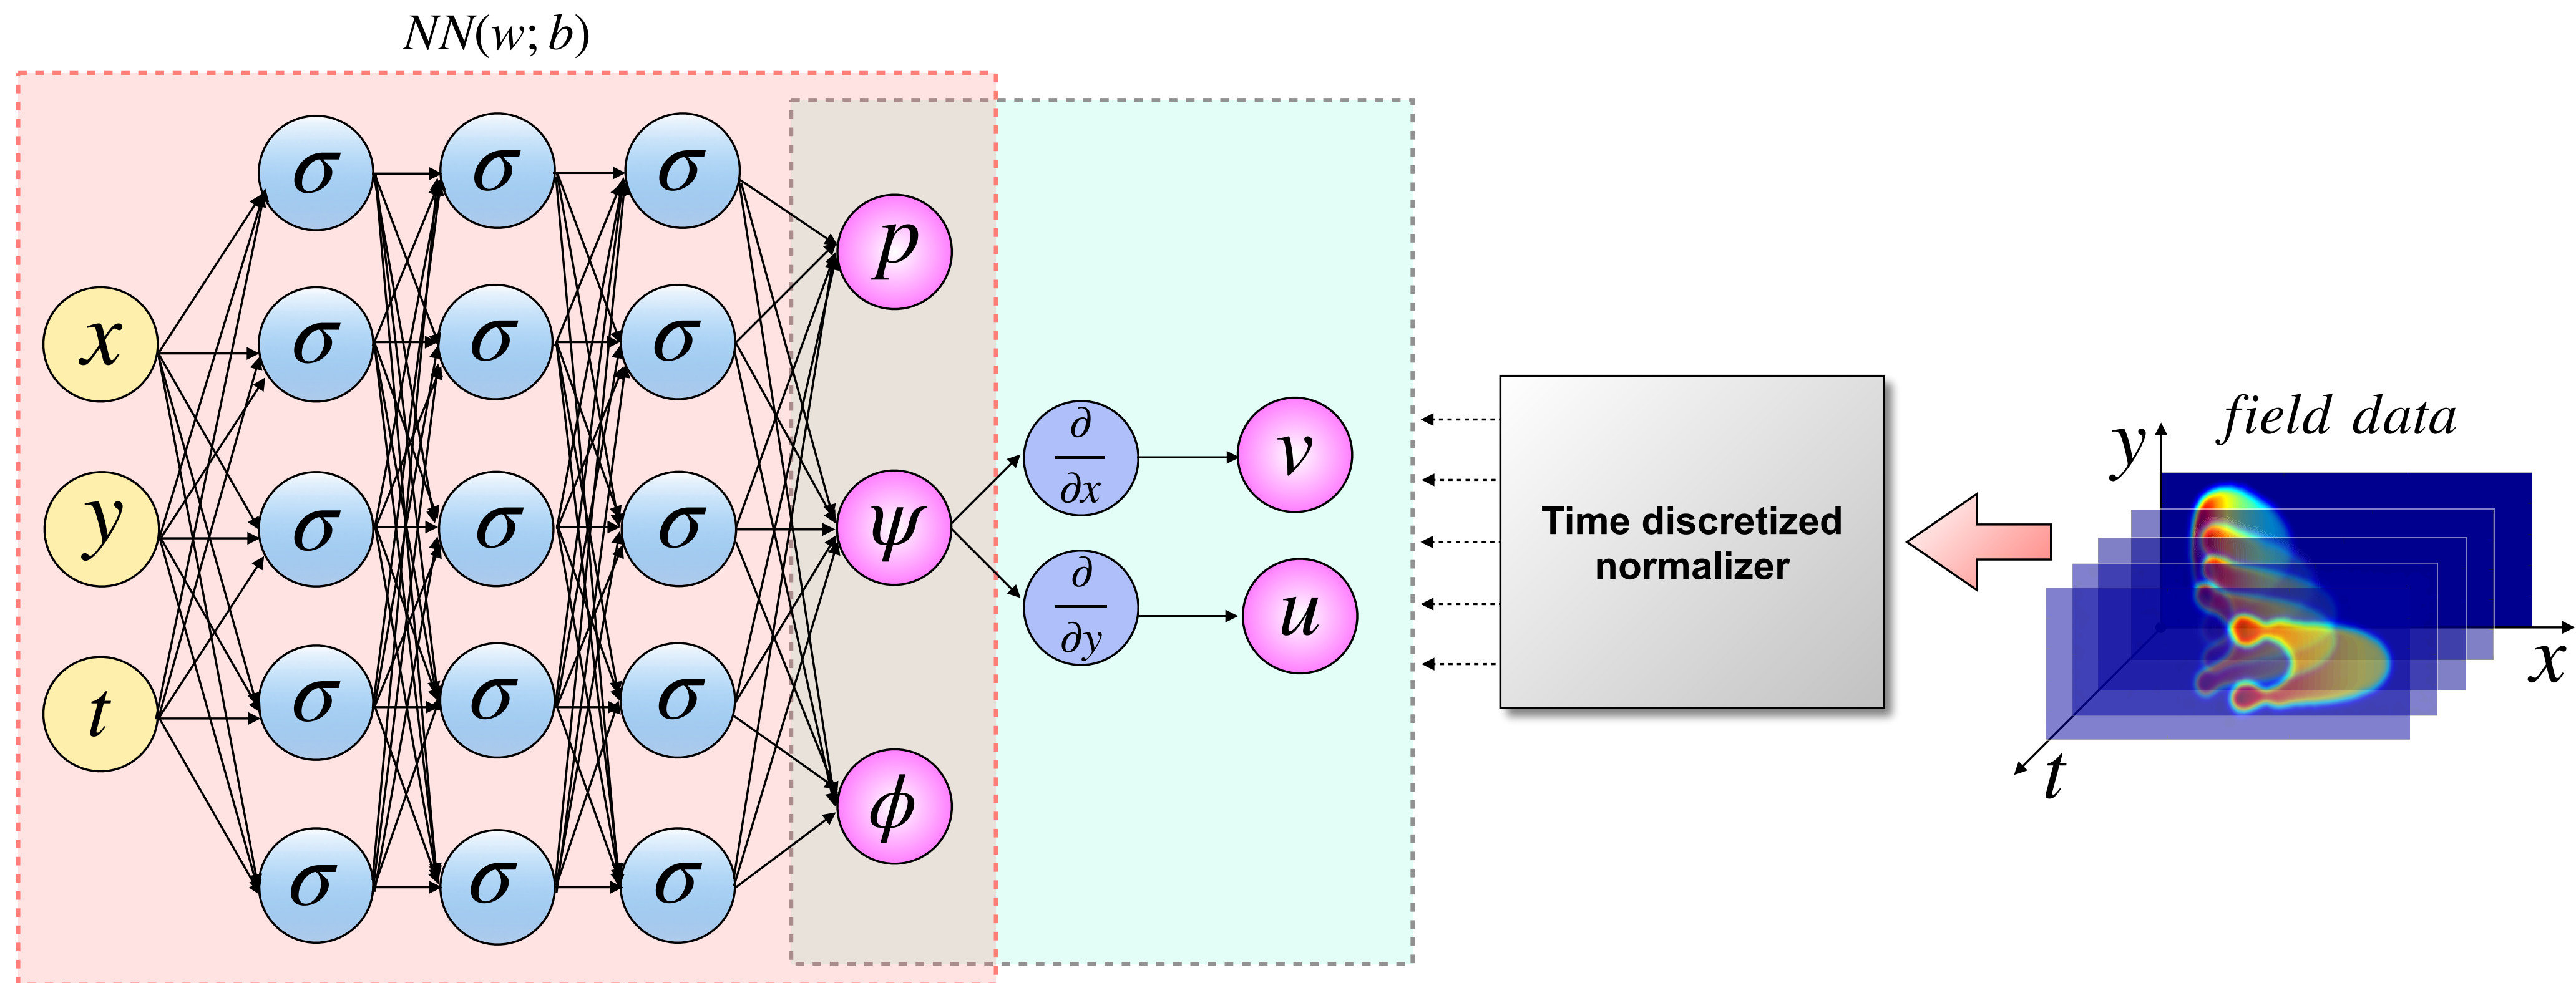 NN(w; b)
σ σ σ
p
x σ σ σ
y σ σ σ
ψ
∂
∂x
v
∂
∂y
u
t σ σ σ
ϕ
σ σ σ
Time discretized
normalizer
field data
y
x
t